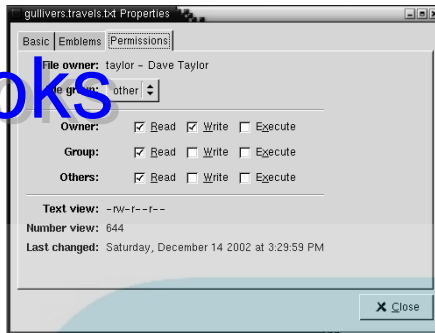 gullivers.travels.txt Properties
Basic Emblems Permissions
File owner: taylor – Dave Taylor
group: other
oks
Owner: Read Write Execute
Group: Read Write Execute
Others: Read Write Execute
Text view: -rw-r--r--
Number view: 644
Last changed: Saturday, December 14 2002 at 3:29:59 PM
Close